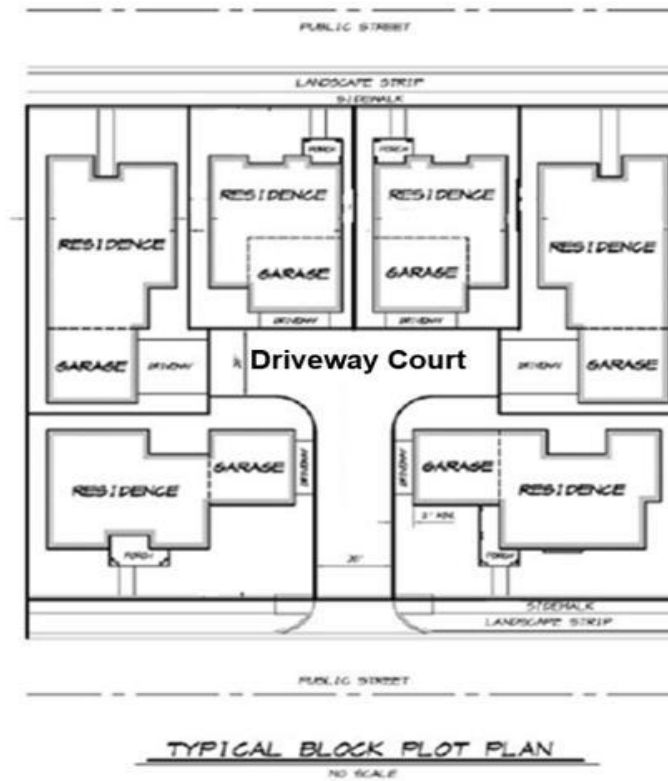 PUBLIC STREET
LANDSCAPE STRIP
SIDEWALK
PORCH
PORCH
RESIDENCE
RESIDENCE
RESIDENCE
RESIDENCE
GARAGE
GARAGE
DRIVEWAY
DRIVEWAY
Driveway Court
GARAGE
DRIVEWAY
DRIVEWAY
GARAGE
RESIDENCE
GARAGE
DRIVEWAY
DRIVEWAY
GARAGE
RESIDENCE
PORCH
PORCH
SIDEWALK
LANDSCAPE STRIP
PUBLIC STREET
TYPICAL BLOCK PLOT PLAN
NO SCALE